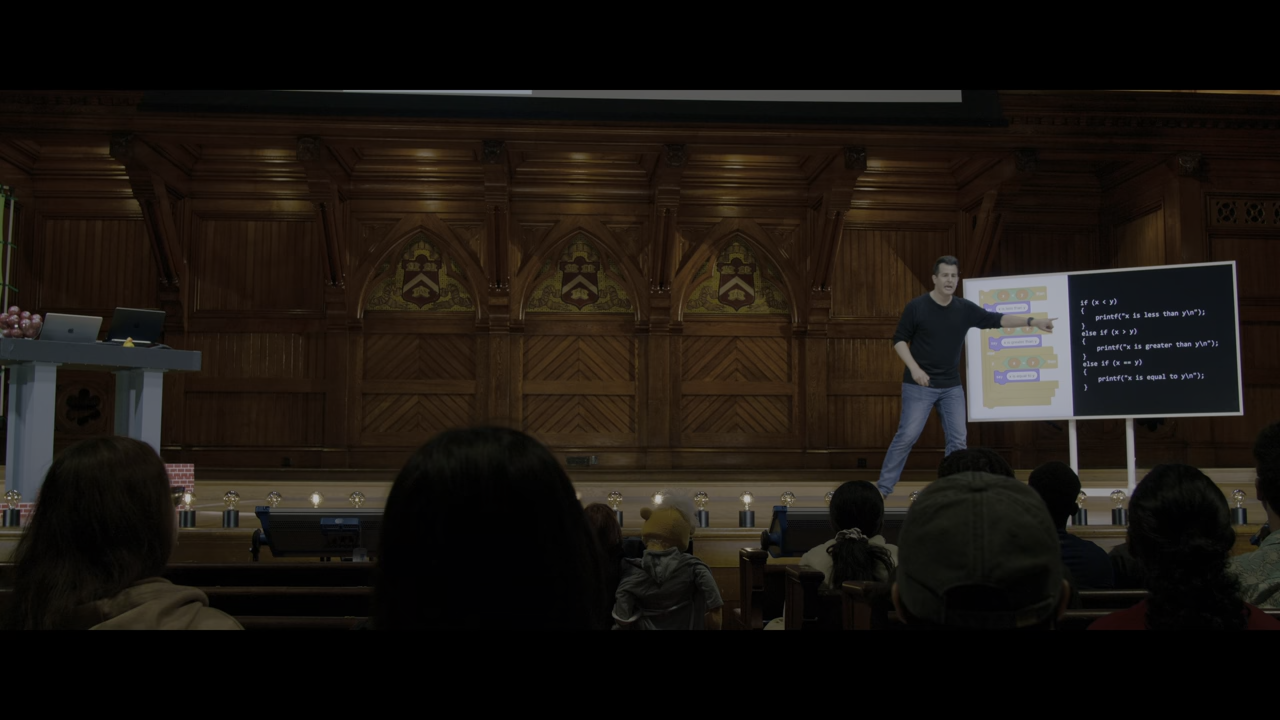 if (x < y)
{
printf("x is less than y\n");
}
else if (x > y)
{
printf("x is greater than y\n");
}
else if (x == y)
{
printf("x is equal to y\n");
}